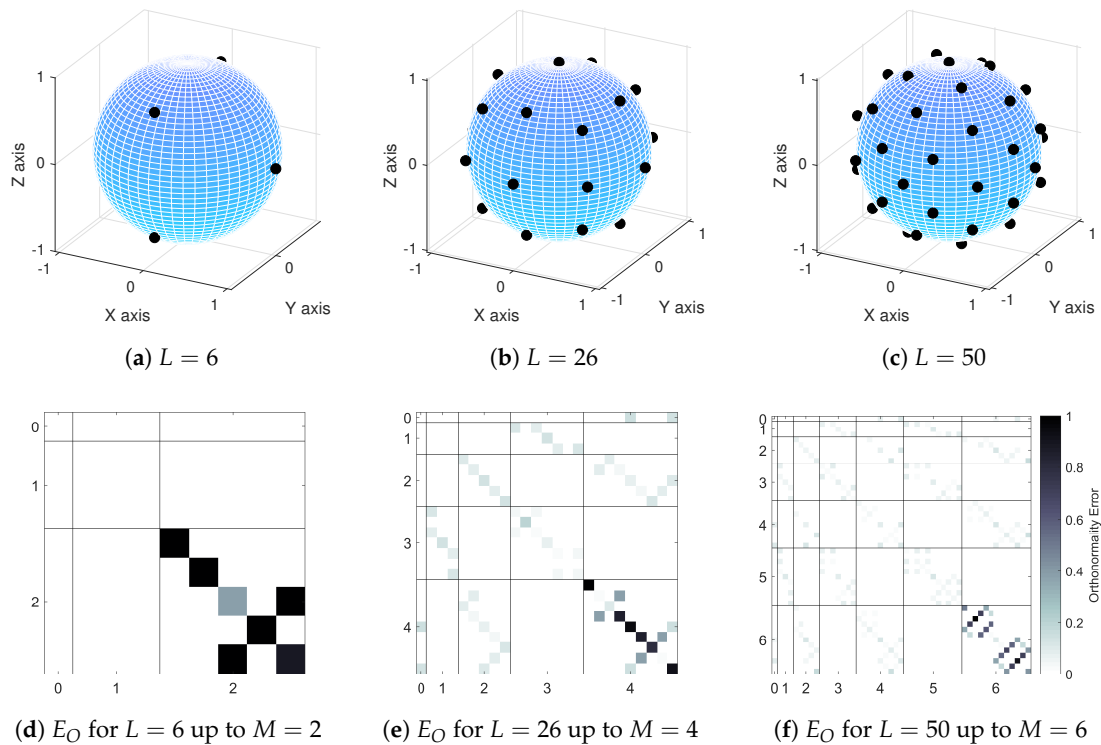 1
0
-1
Z axis
-1
0
1
X axis
0
1
Y axis
(a) L = 6
1
0
-1
Z axis
-1
0
1
X axis
-1
0
1
Y axis
(b) L = 26
1
0
-1
Z axis
-1
0
1
X axis
-1
0
1
Y axis
(c) L = 50
0
1
2
0 1 2
(d) E_O for L = 6 up to M = 2
0
1
2
3
4
0 1 2 3 4
(e) E_O for L = 26 up to M = 4
0
1
2
3
4
5
6
0 1 2 3 4 5 6
1
0.8
0.6
0.4
0.2
0
Orthonormality Error
(f) E_O for L = 50 up to M = 6